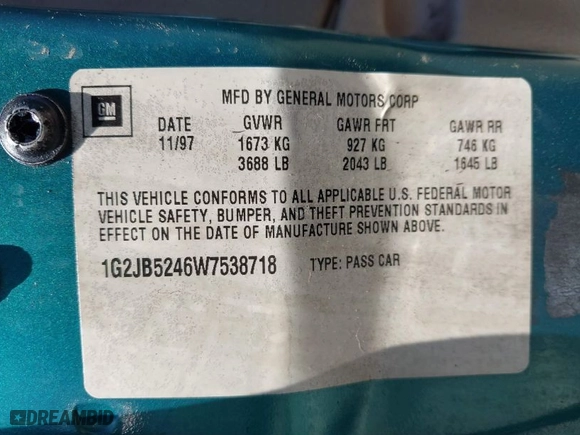 GM
MFD BY GENERAL MOTORS CORP
DATE GVWR GAWR FRT GAWR RR
11/97 1673 KG 927 KG 746 KG
3688 LB 2043 LB 1645 LB
THIS VEHICLE CONFORMS TO ALL APPLICABLE U.S. FEDERAL MOTOR
VEHICLE SAFETY, BUMPER, AND THEFT PREVENTION STANDARDS IN
EFFECT ON THE DATE OF MANUFACTURE SHOWN ABOVE.
1G2JB5246W7538718 TYPE: PASS CAR
DREAMBID